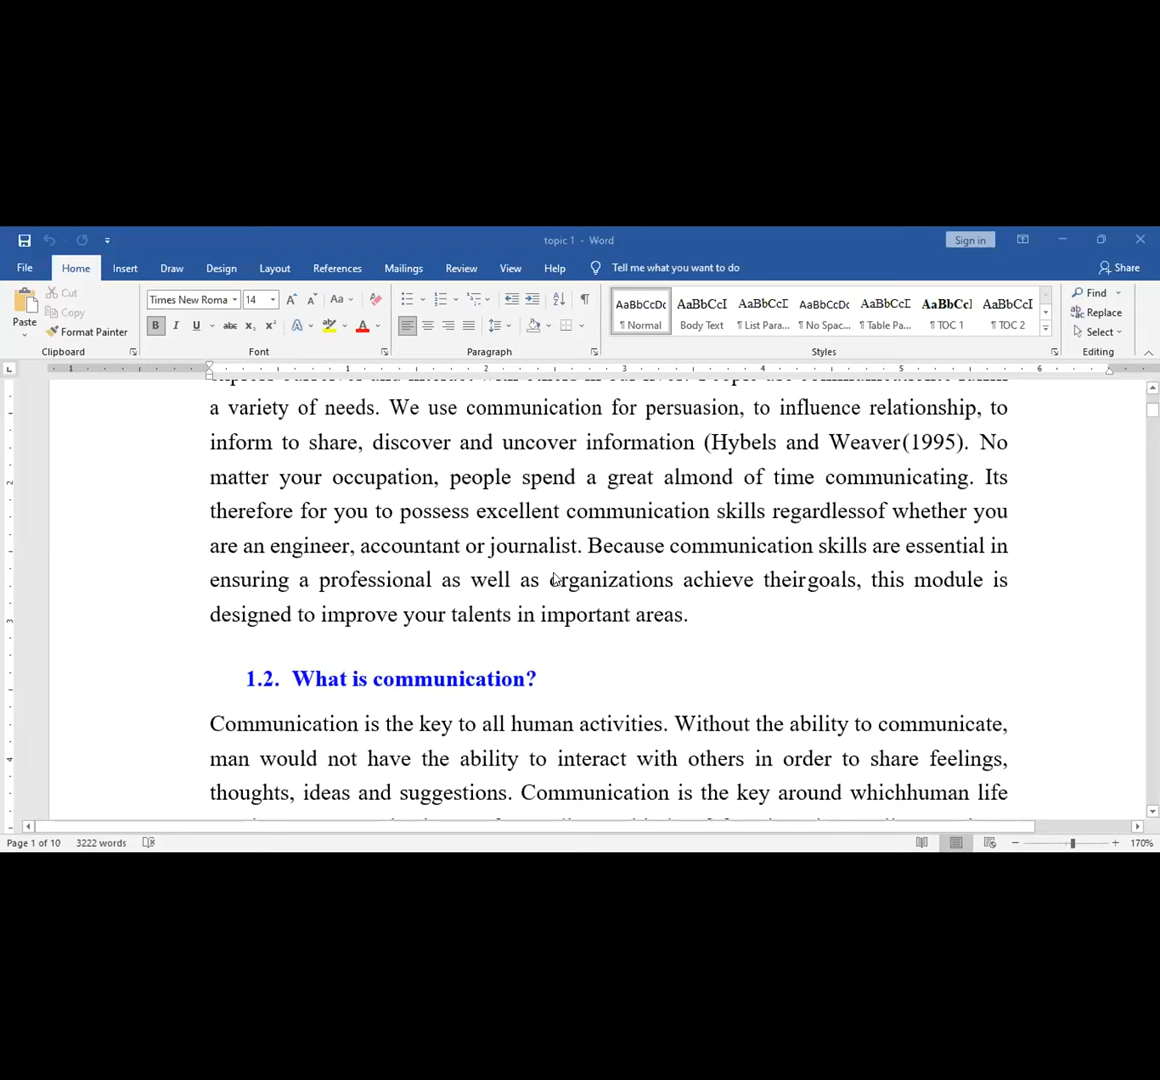 topic 1 - Word
Sign in
File Home Insert Draw Design Layout References Mailings Review View Help Tell me what you want to do Share
Paste
Cut
Copy
Format Painter
Clipboard
Times New Roma 14
Font
Paragraph
AaBbCcDc AaBbCcI AaBbCcI AaBbCcDc AaBbCcI AaBbCc] AaBbCcI
¶ Normal Body Text ¶ List Para... ¶ No Spac... ¶ Table Pa... ¶ TOC 1 ¶ TOC 2
Styles
Find
Replace
Select
Editing
1 1 2 3 4 5 6
a variety of needs. We use communication for persuasion, to influence relationship, to
inform to share, discover and uncover information (Hybels and Weaver(1995). No
matter your occupation, people spend a great almond of time communicating. Its
therefore for you to possess excellent communication skills regardlessof whether you
are an engineer, accountant or journalist. Because communication skills are essential in
ensuring a professional as well as organizations achieve theirgoals, this module is
designed to improve your talents in important areas.
1.2. What is communication?
Communication is the key to all human activities. Without the ability to communicate,
man would not have the ability to interact with others in order to share feelings,
thoughts, ideas and suggestions. Communication is the key around whichhuman life
Page 1 of 10 3222 words 170%